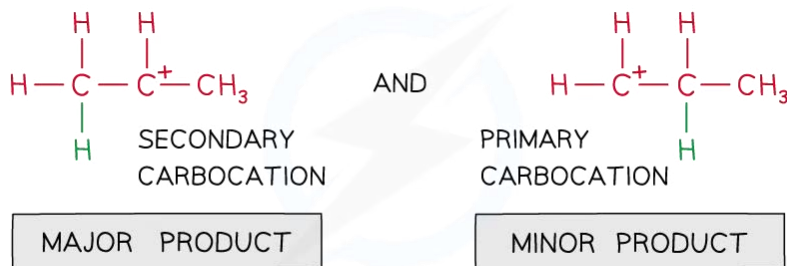 H H H H
H—C—C⁺—CH₃ AND H—C⁺—C—CH₃
H H
SECONDARY PRIMARY
CARBOCATION CARBOCATION
MAJOR PRODUCT MINOR PRODUCT